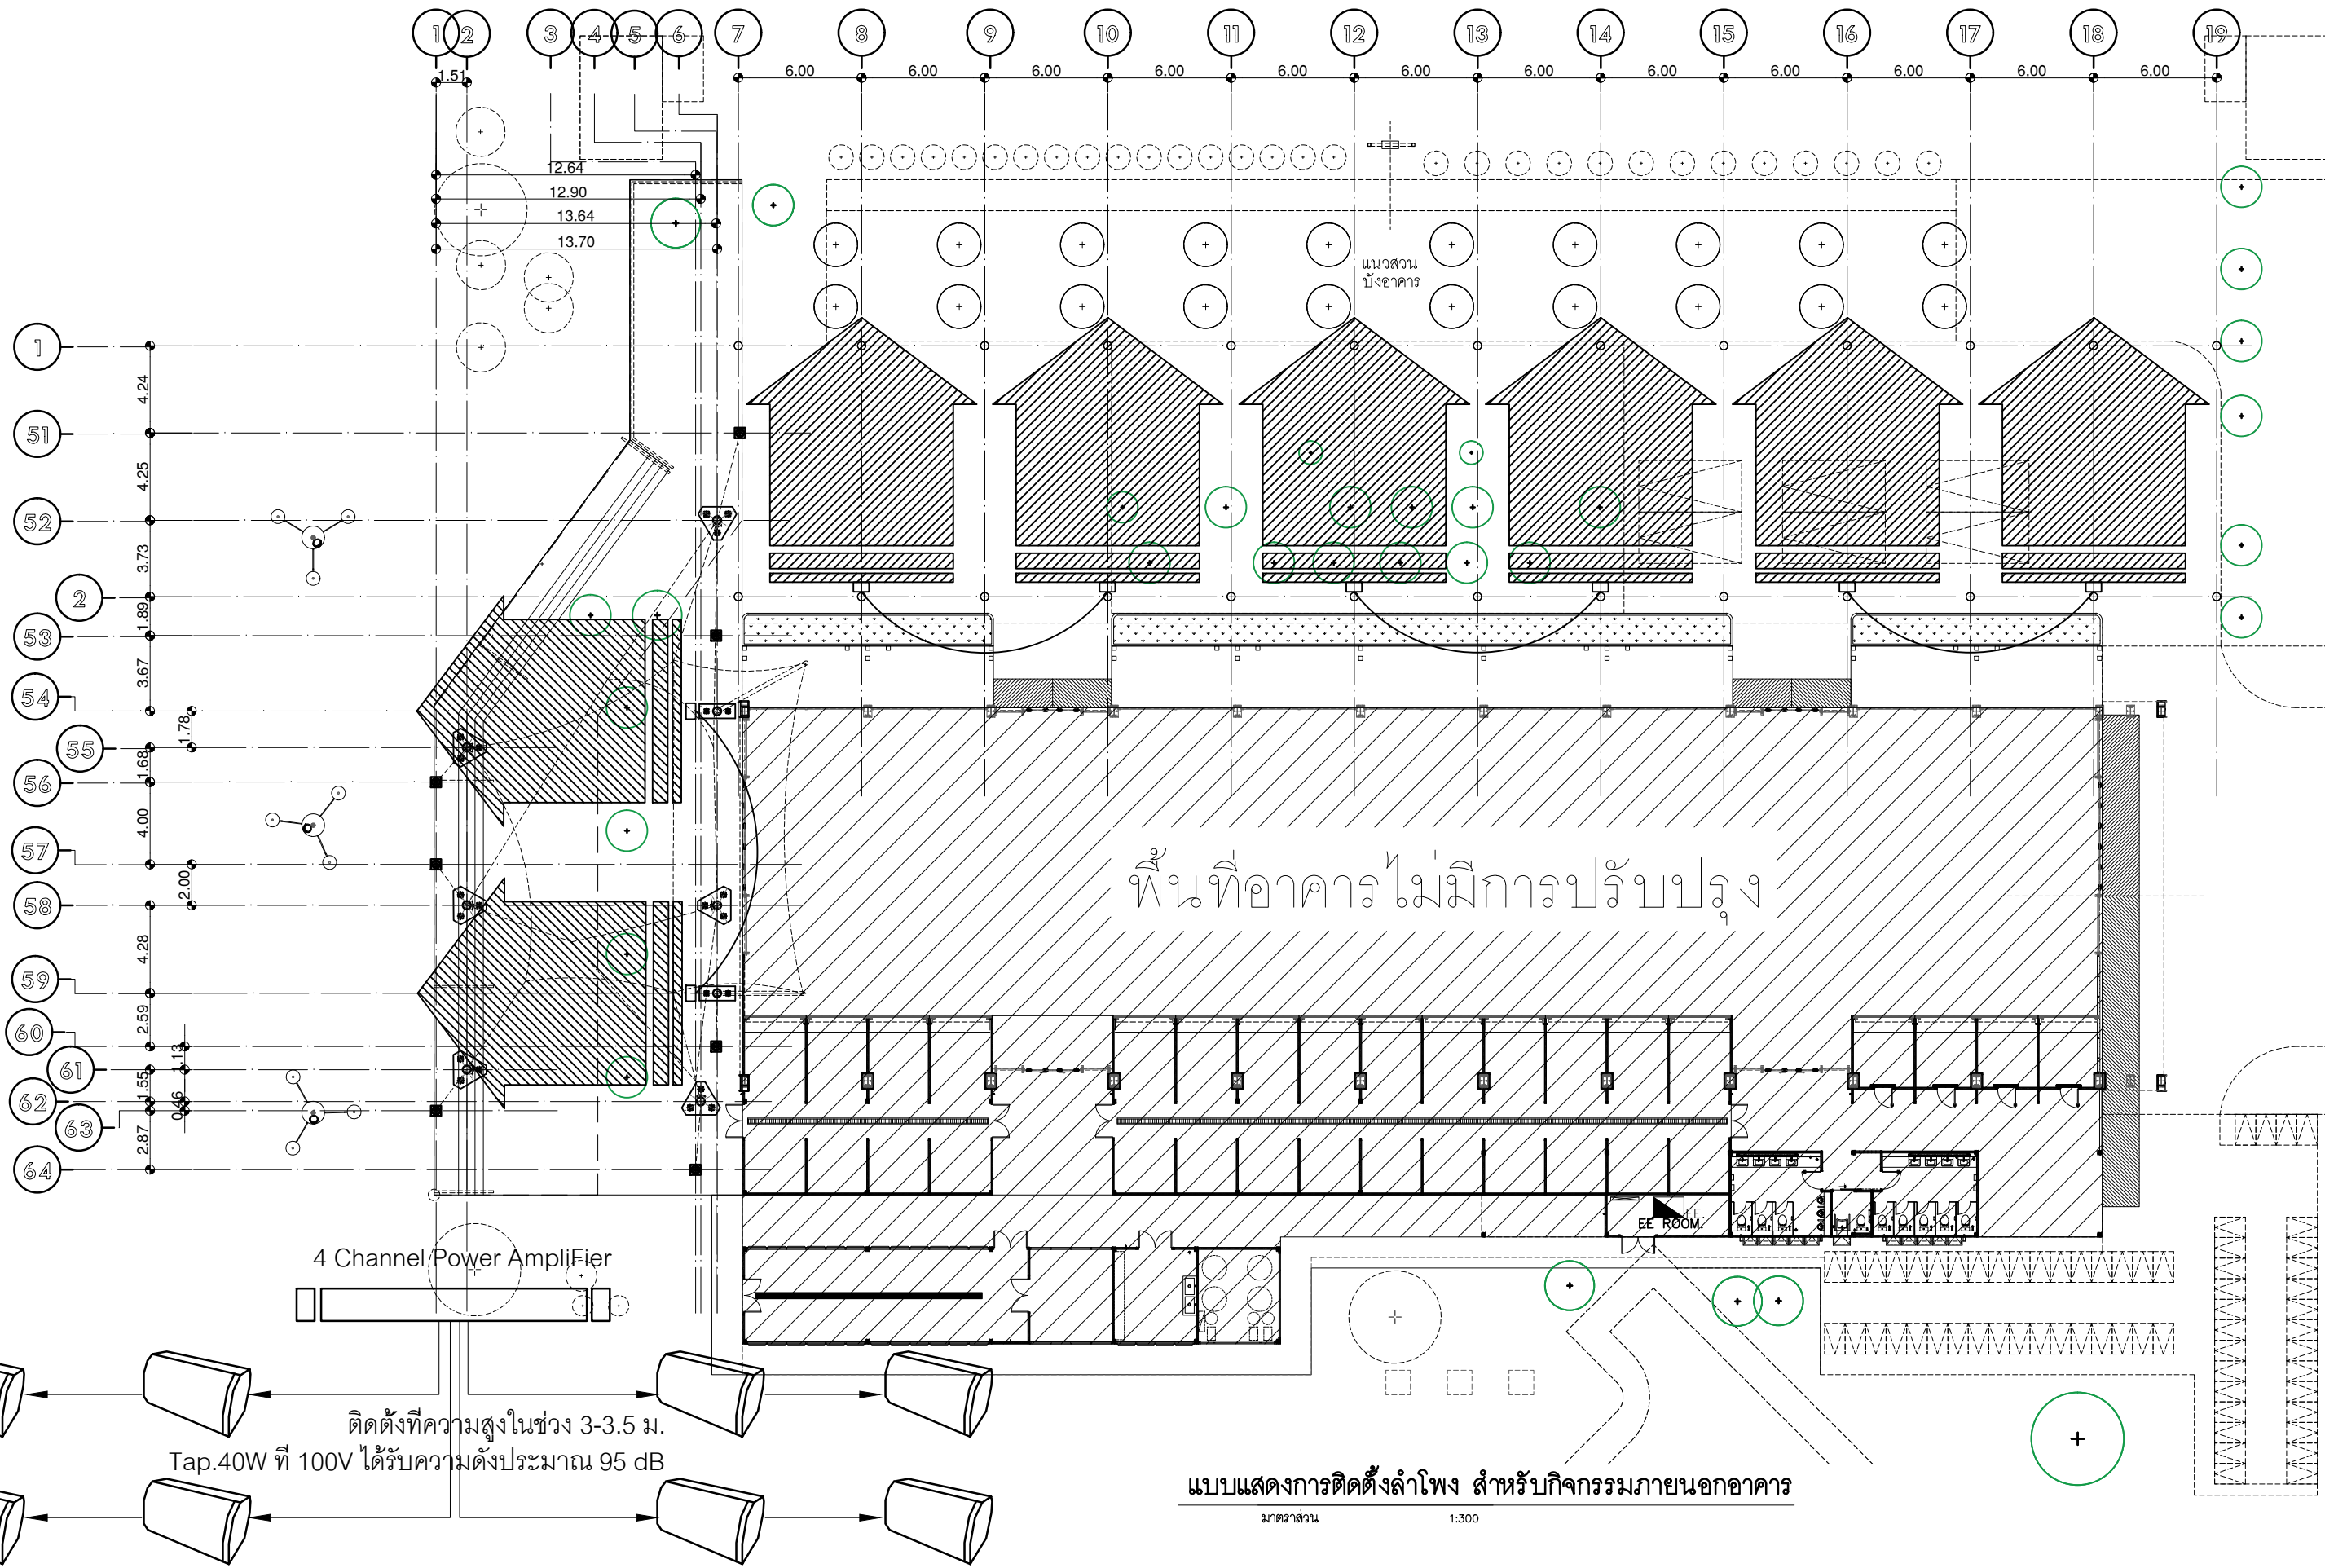 1 2 3 4 5 6 7 8 9 10 11 12 13 14 15 16 17 18 19
1.51 6.00 6.00 6.00 6.00 6.00 6.00 6.00 6.00 6.00 6.00 6.00 6.00
12.64
12.90
13.64
13.70
แนวสวน
บังอาคาร
1
4.24
51
4.25
52
3.73
2
1.89
53
3.67
54
1.78
55
1.68
56
4.00
57
2.00
58
4.28
59
2.59
60
1.13
61
1.55
62
0.46
63
2.87
64
พื้นที่อาคารไม่มีการปรับปรุง
EE
EE ROOM.
4 Channel Power AmpliFier
ติดตั้งที่ความสูงในช่วง 3-3.5 ม.
Tap.40W ที่ 100V ได้รับความดังประมาณ 95 dB
แบบแสดงการติดตั้งลำโพง สำหรับกิจกรรมภายนอกอาคาร
มาตราส่วน 1:300